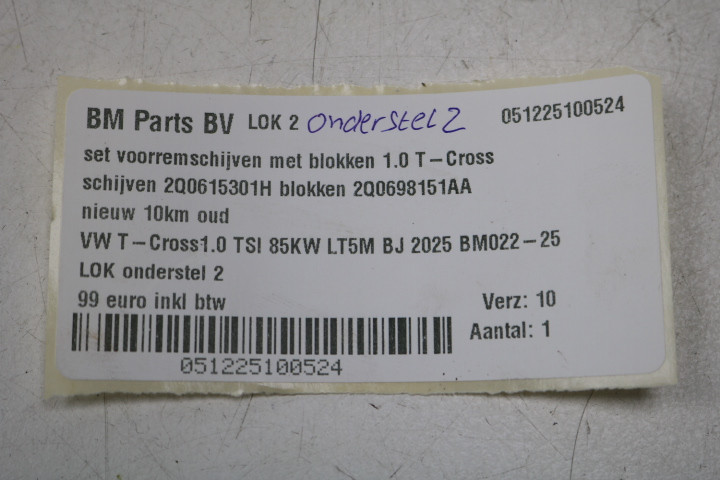 BM Parts BV LOK 2 onderstel 2 051225100524
set voorremschijven met blokken 1.0 T-Cross
schijven 2Q0615301H blokken 2Q0698151AA
nieuw 10km oud
VW T-Cross1.0 TSI 85KW LT5M BJ 2025 BM022-25
LOK onderstel 2
99 euro inkl btw Verz: 10
Aantal: 1
051225100524